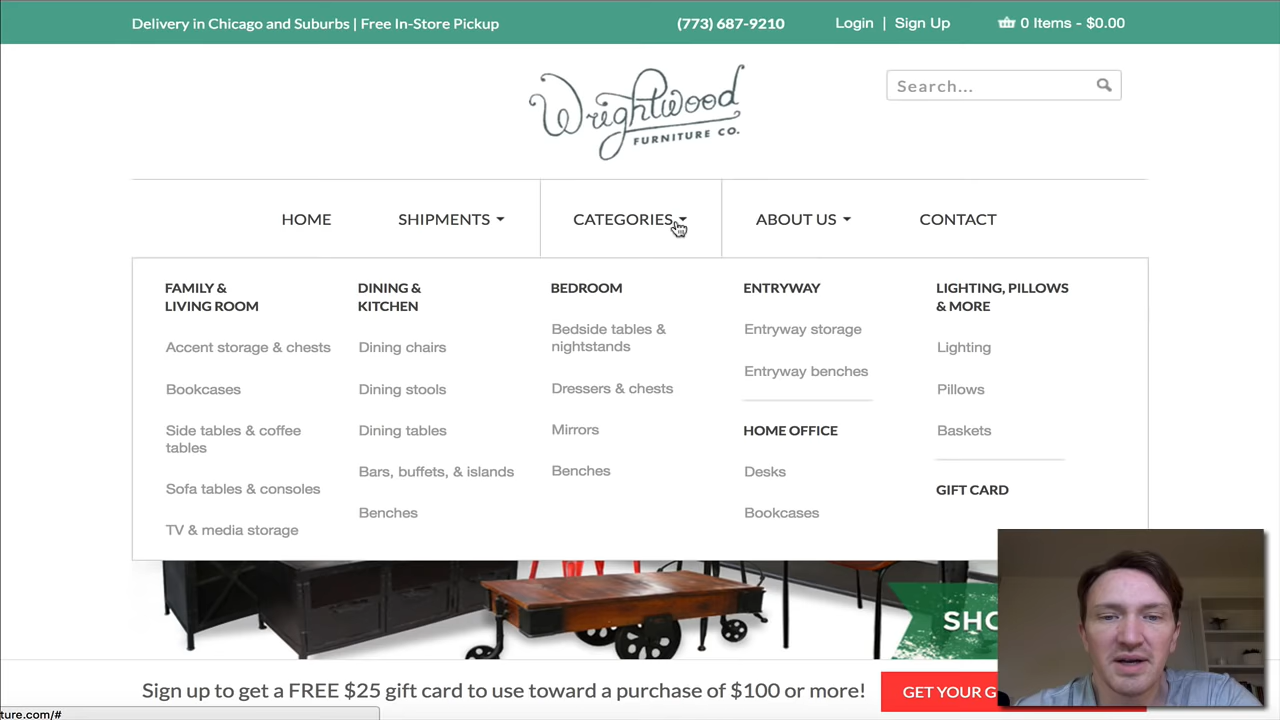 Delivery in Chicago and Suburbs | Free In-Store Pickup
(773) 687-9210
Login | Sign Up
0 Items - $0.00
Wrightwood
FURNITURE CO.
Search...
HOME
SHIPMENTS
CATEGORIES
ABOUT US
CONTACT
FAMILY &
LIVING ROOM
Accent storage & chests
Bookcases
Side tables & coffee
tables
Sofa tables & consoles
TV & media storage
DINING &
KITCHEN
Dining chairs
Dining stools
Dining tables
Bars, buffets, & islands
Benches
BEDROOM
Bedside tables &
nightstands
Dressers & chests
Mirrors
Benches
ENTRYWAY
Entryway storage
Entryway benches
HOME OFFICE
Desks
Bookcases
LIGHTING, PILLOWS
& MORE
Lighting
Pillows
Baskets
GIFT CARD
SHO
Sign up to get a FREE $25 gift card to use toward a purchase of $100 or more!
GET YOUR G
ture.com/#